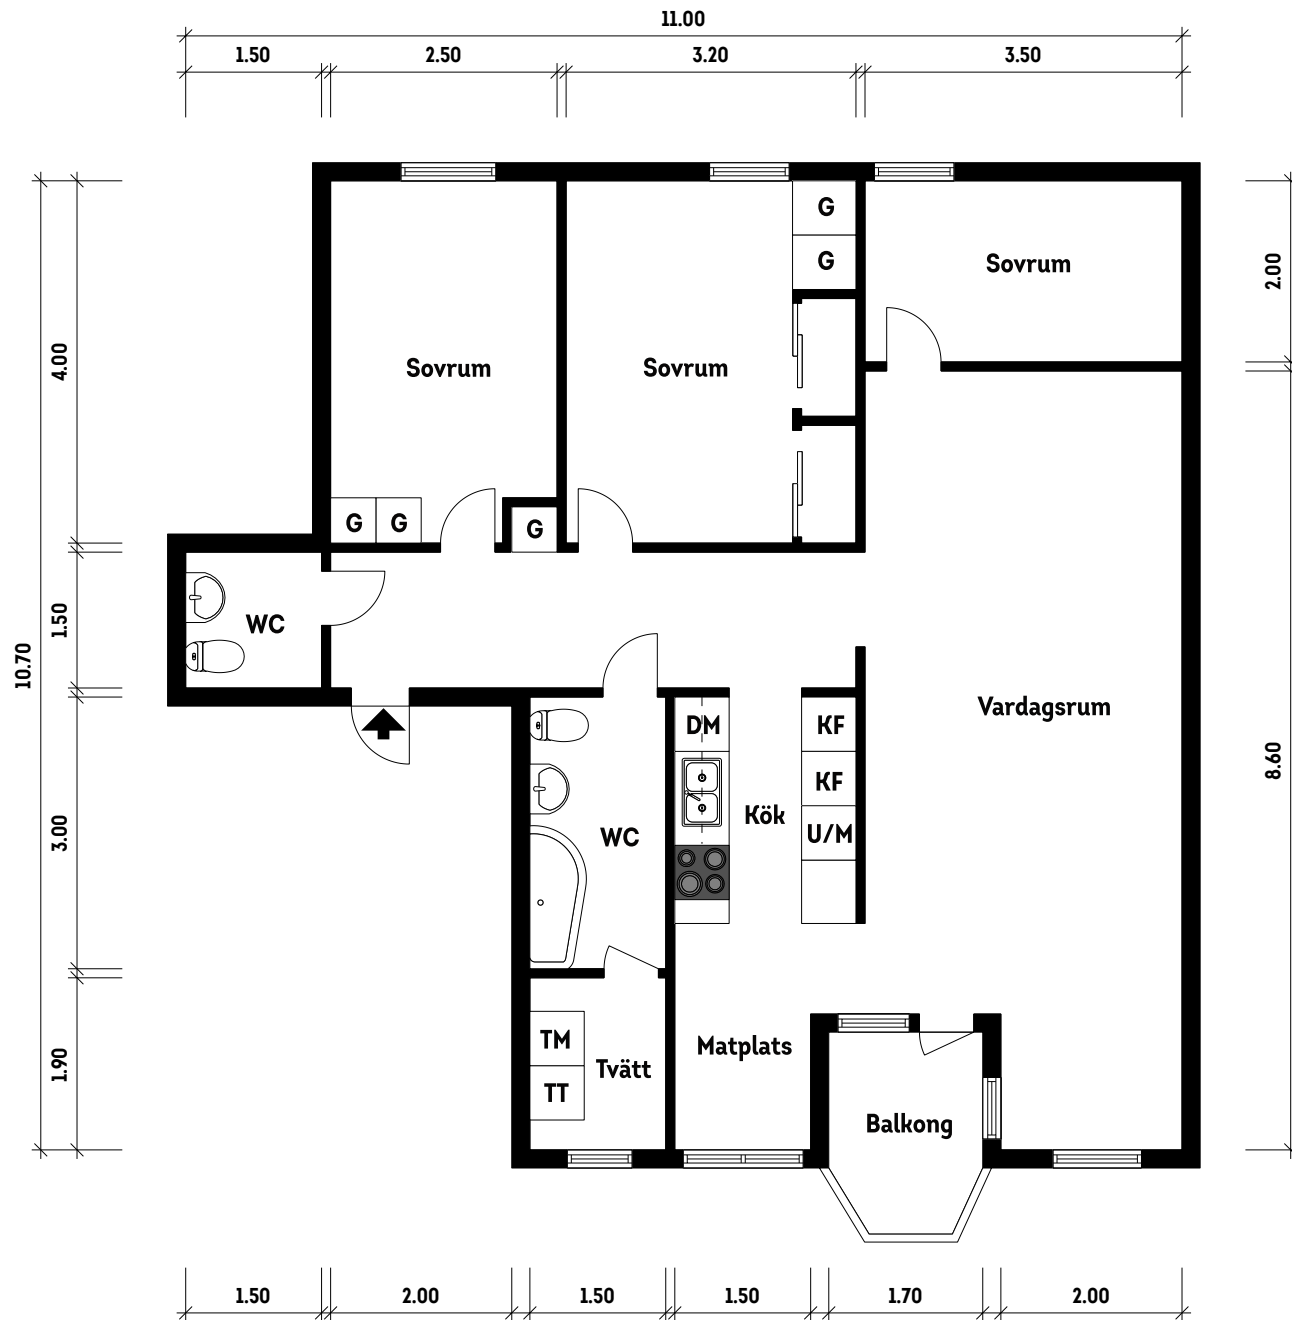 11.00
1.50 2.50 3.20 3.50
G
G
Sovrum
2.00
4.00
Sovrum
Sovrum
G G G
1.50
WC
10.70
Vardagsrum
DM KF
KF
8.60
Kök
3.00
WC
U/M
TM
Matplats
1.90
Tvätt
TT
Balkong
1.50 2.00 1.50 1.50 1.70 2.00